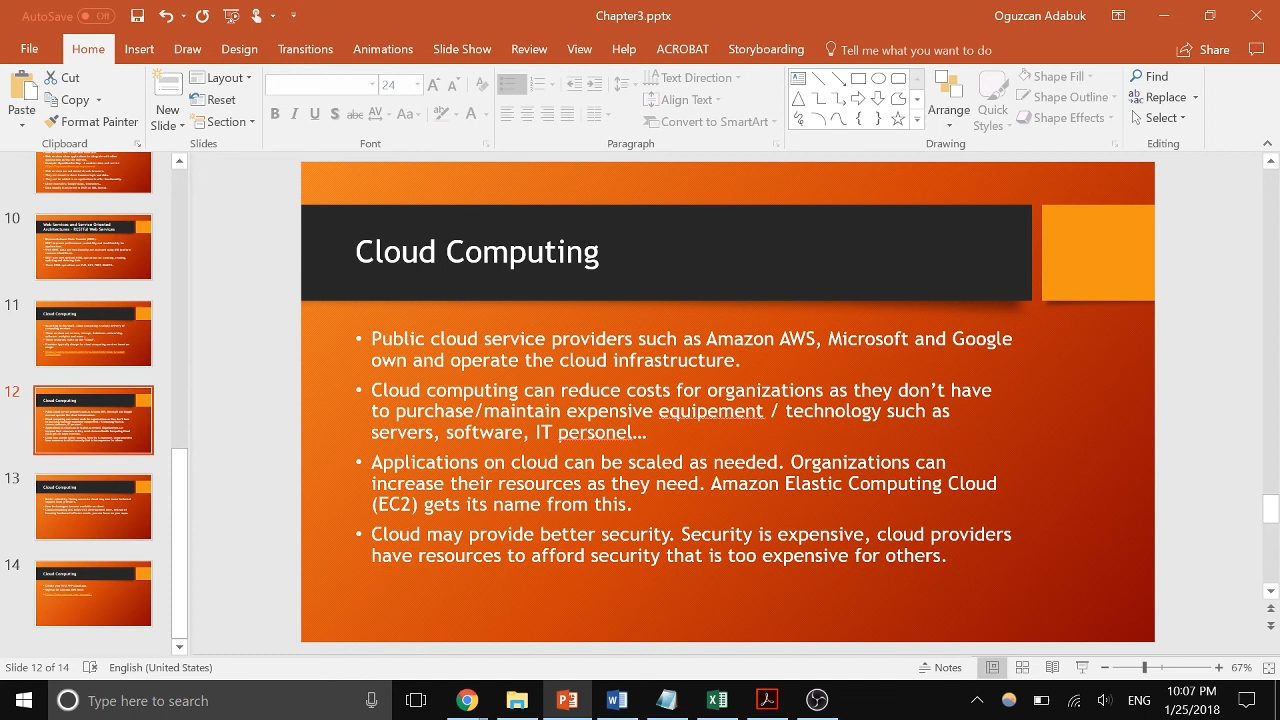 AutoSave Off
Chapter3.pptx
Oguzcan Adabuk
File Home Insert Draw Design Transitions Animations Slide Show Review View Help ACROBAT Storyboarding Tell me what you want to do Share
Paste
Cut
Copy
Format Painter
Clipboard
New
Slide
Layout
Reset
Section
Slides
24
B I U S abc AV Aa A
Font
Text Direction
Align Text
Convert to SmartArt
Paragraph
Arrange
Quick
Styles
Shape Fill
Shape Outline
Shape Effects
Drawing
Find
Replace
Select
Editing
10
Web Services and Service Oriented
Architectures - RESTful Web Services
11
Cloud Computing
12
Cloud Computing
13
Cloud Computing
14
Cloud Computing
Cloud Computing
• Public cloud service providers such as Amazon AWS, Microsoft and Google
own and operate the cloud infrastructure.
• Cloud computing can reduce costs for organizations as they don’t have
to purchase/maintain expensive equipement / technology such as
servers, software, IT personel…
• Applications on cloud can be scaled as needed. Organizations can
increase their resources as they need. Amazon Elastic Computing Cloud
(EC2) gets its name from this.
• Cloud may provide better security. Security is expensive, cloud providers
have resources to afford security that is too expensive for others.
Slide 12 of 14 English (United States) Notes 67%
Type here to search
ENG
10:07 PM
1/25/2018